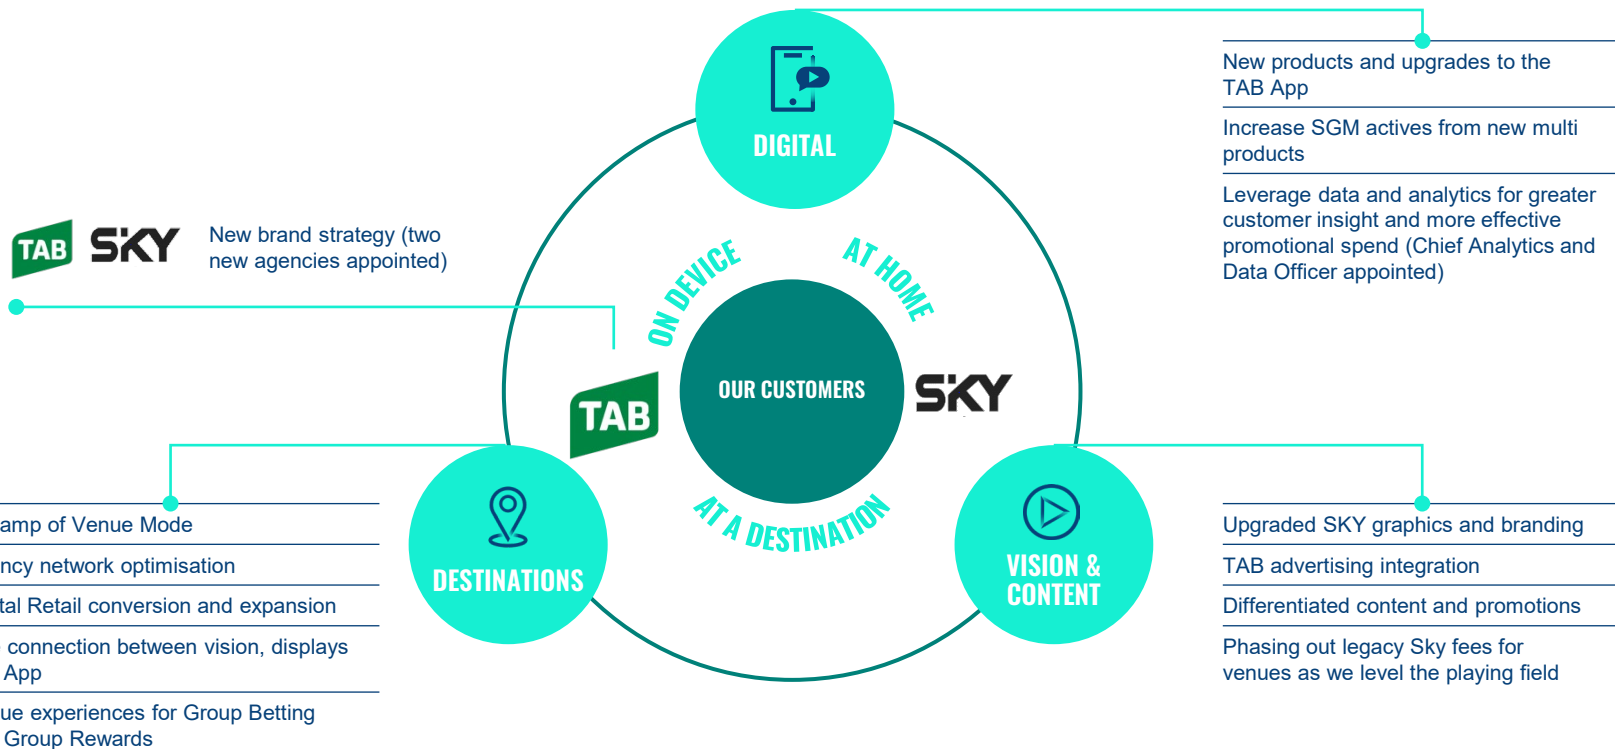 DIGITAL
New products and upgrades to the
TAB App
Increase SGM actives from new multi
products
Leverage data and analytics for greater
customer insight and more effective
promotional spend (Chief Analytics and
Data Officer appointed)
TAB SKY
New brand strategy (two
new agencies appointed)
ON DEVICE
AT HOME
OUR CUSTOMERS
TAB
SKY
AT A DESTINATION
DESTINATIONS
amp of Venue Mode
ncy network optimisation
tal Retail conversion and expansion
connection between vision, displays
App
ue experiences for Group Betting
Group Rewards
VISION &
CONTENT
Upgraded SKY graphics and branding
TAB advertising integration
Differentiated content and promotions
Phasing out legacy Sky fees for
venues as we level the playing field